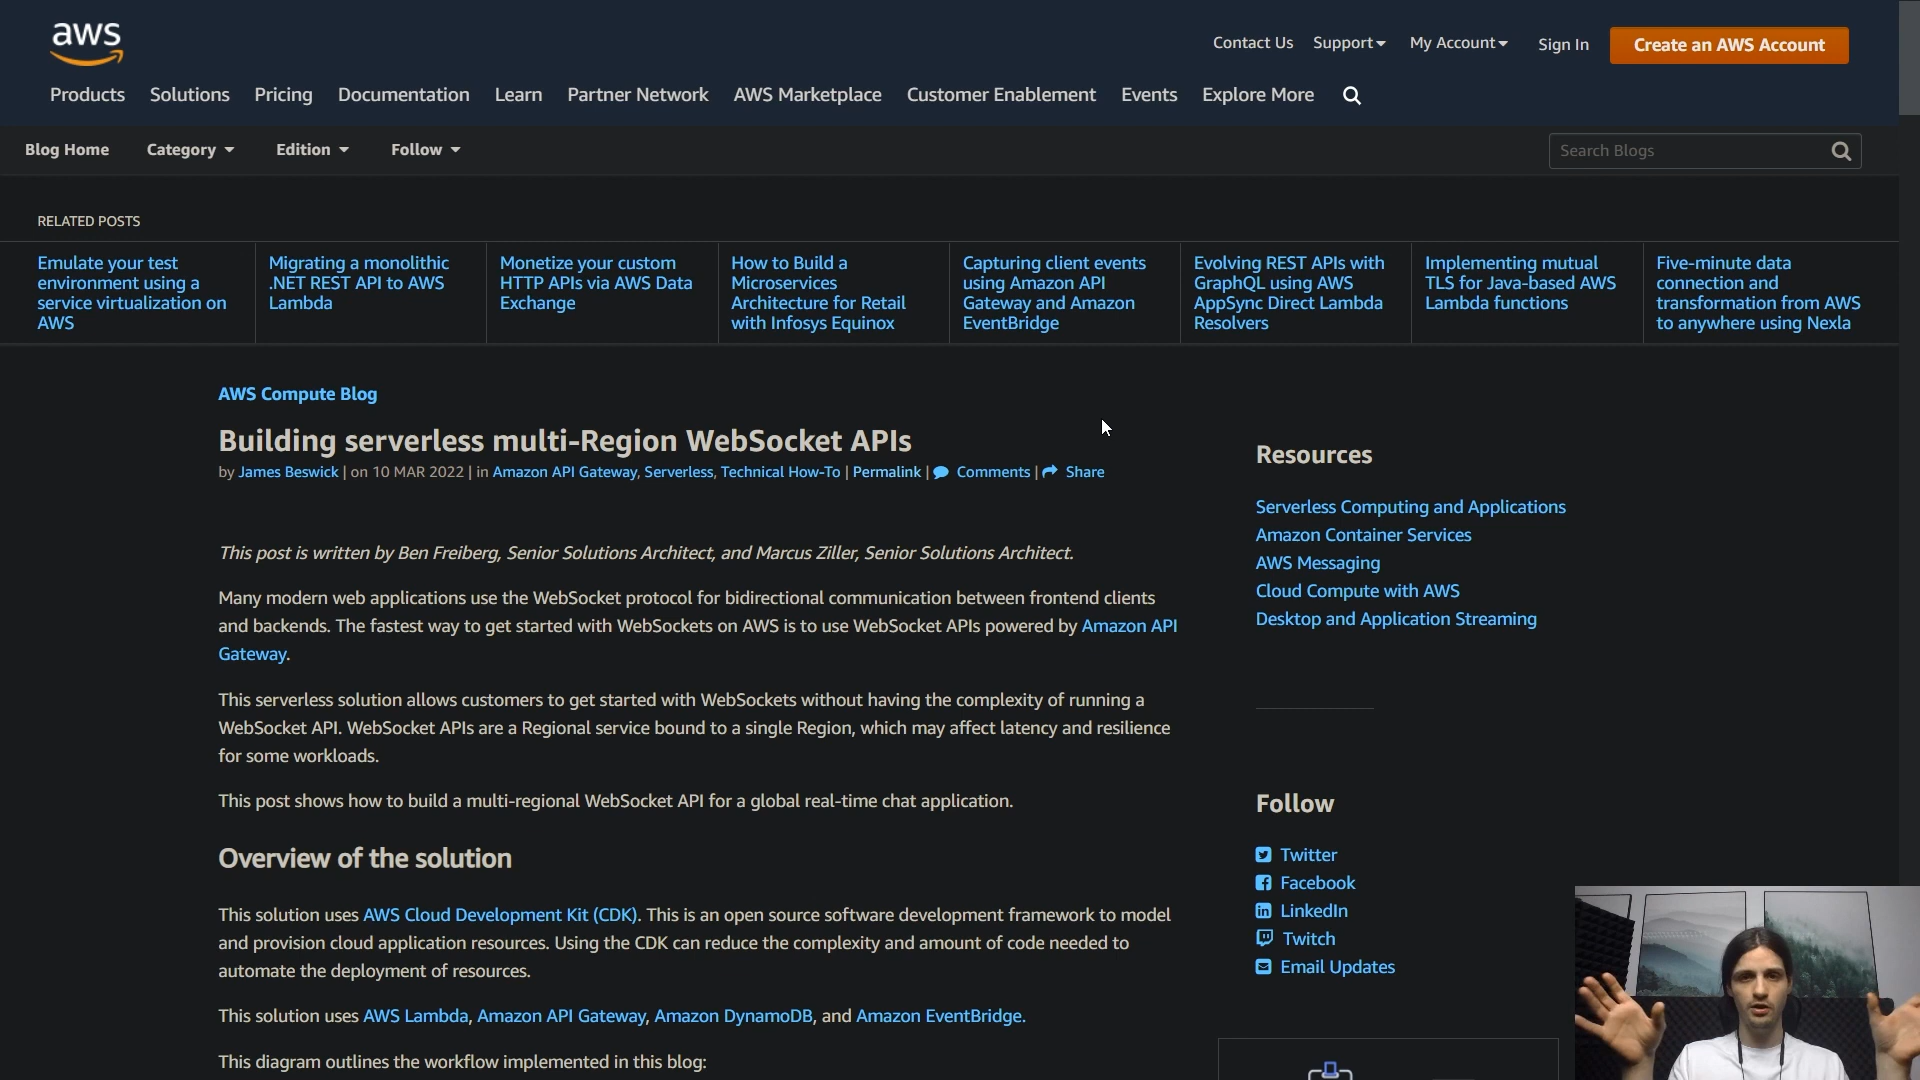 aws
Contact Us Support My Account Sign In Create an AWS Account
Products Solutions Pricing Documentation Learn Partner Network AWS Marketplace Customer Enablement Events Explore More
Blog Home Category Edition Follow Search Blogs
RELATED POSTS
Emulate your test
environment using a
service virtualization on
AWS
Migrating a monolithic
.NET REST API to AWS
Lambda
Monetize your custom
HTTP APIs via AWS Data
Exchange
How to Build a
Microservices
Architecture for Retail
with Infosys Equinox
Capturing client events
using Amazon API
Gateway and Amazon
EventBridge
Evolving REST APIs with
GraphQL using AWS
AppSync Direct Lambda
Resolvers
Implementing mutual
TLS for Java-based AWS
Lambda functions
Five-minute data
connection and
transformation from AWS
to anywhere using Nexla
AWS Compute Blog
Building serverless multi-Region WebSocket APIs
by James Beswick | on 10 MAR 2022 | in Amazon API Gateway, Serverless, Technical How-To | Permalink | Comments | Share
This post is written by Ben Freiberg, Senior Solutions Architect, and Marcus Ziller, Senior Solutions Architect.
Many modern web applications use the WebSocket protocol for bidirectional communication between frontend clients
and backends. The fastest way to get started with WebSockets on AWS is to use WebSocket APIs powered by Amazon API
Gateway.
This serverless solution allows customers to get started with WebSockets without having the complexity of running a
WebSocket API. WebSocket APIs are a Regional service bound to a single Region, which may affect latency and resilience
for some workloads.
This post shows how to build a multi-regional WebSocket API for a global real-time chat application.
Overview of the solution
This solution uses AWS Cloud Development Kit (CDK). This is an open source software development framework to model
and provision cloud application resources. Using the CDK can reduce the complexity and amount of code needed to
automate the deployment of resources.
This solution uses AWS Lambda, Amazon API Gateway, Amazon DynamoDB, and Amazon EventBridge.
This diagram outlines the workflow implemented in this blog:
Resources
Serverless Computing and Applications
Amazon Container Services
AWS Messaging
Cloud Compute with AWS
Desktop and Application Streaming
Follow
Twitter
Facebook
LinkedIn
Twitch
Email Updates